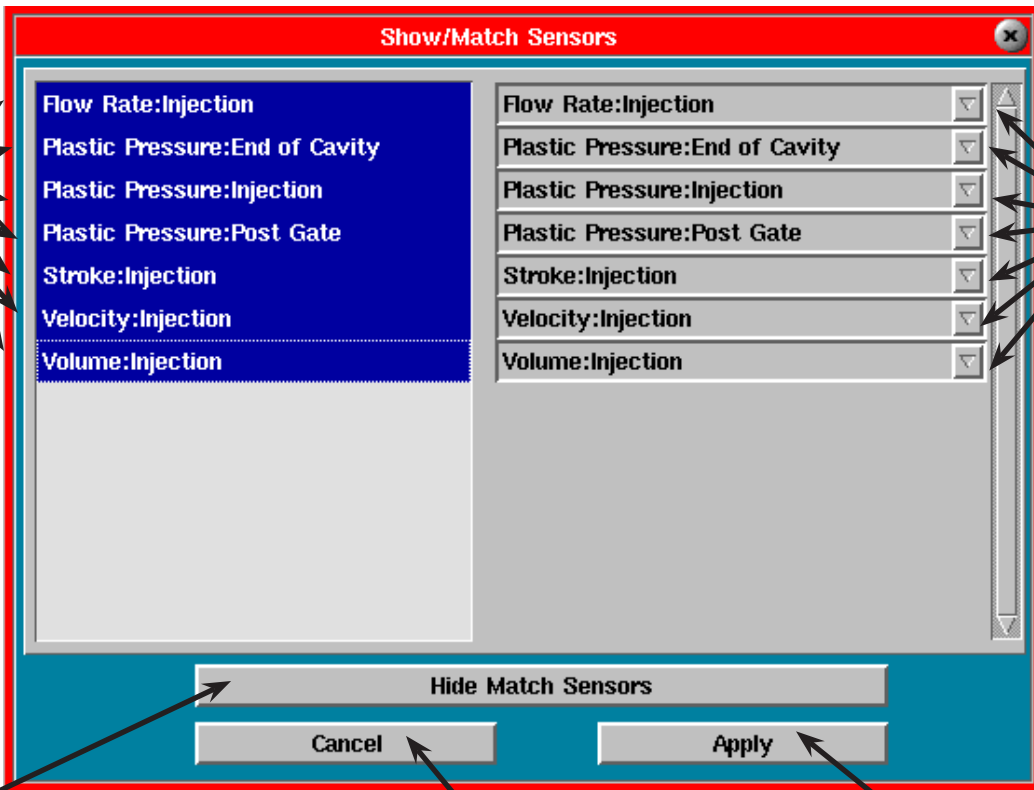 Show/Match Sensors
Flow Rate:Injection
Plastic Pressure:End of Cavity
Plastic Pressure:Injection
Plastic Pressure:Post Gate
Stroke:Injection
Velocity:Injection
Volume:Injection
Flow Rate:Injection
Plastic Pressure:End of Cavity
Plastic Pressure:Injection
Plastic Pressure:Post Gate
Stroke:Injection
Velocity:Injection
Volume:Injection
Hide Match Sensors
Cancel
Apply